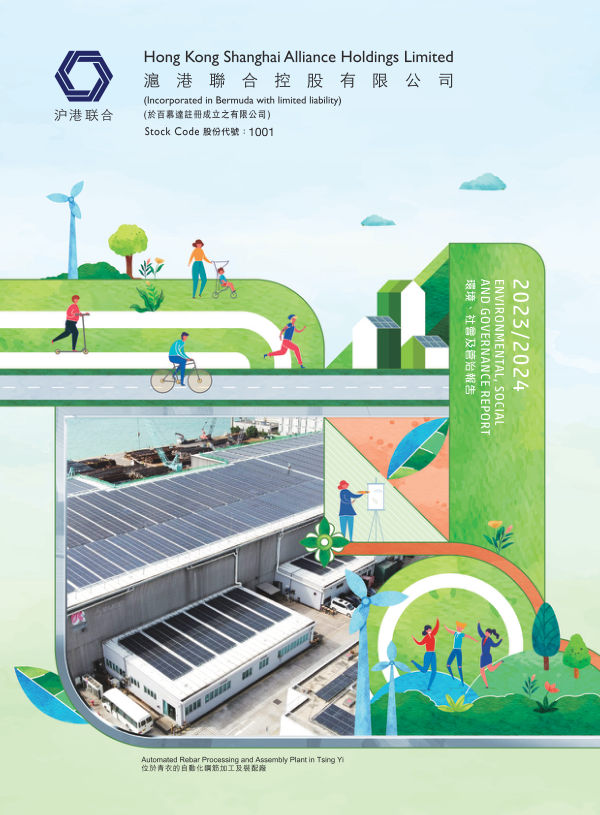 Hong Kong Shanghai Alliance Holdings Limited
滬港聯合控股有限公司
(Incorporated in Bermuda with limited liability)
(於百慕達註冊成立之有限公司)
Stock Code 股份代號：1001
沪港联合
2023/2024
ENVIRONMENTAL, SOCIAL
AND GOVERNANCE REPORT
環境、社會及管治報告
Automated Rebar Processing and Assembly Plant in Tsing Yi
位於青衣的自動化鋼筋加工及裝配廠